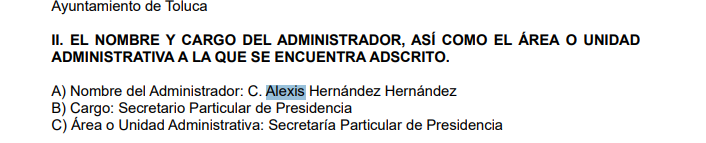 Ayuntamiento de Toluca
II. EL NOMBRE Y CARGO DEL ADMINISTRADOR, ASÍ COMO EL ÁREA O UNIDAD
ADMINISTRATIVA A LA QUE SE ENCUENTRA ADSCRITO.
A) Nombre del Administrador: C. Alexis Hernández Hernández
B) Cargo: Secretario Particular de Presidencia
C) Área o Unidad Administrativa: Secretaría Particular de Presidencia